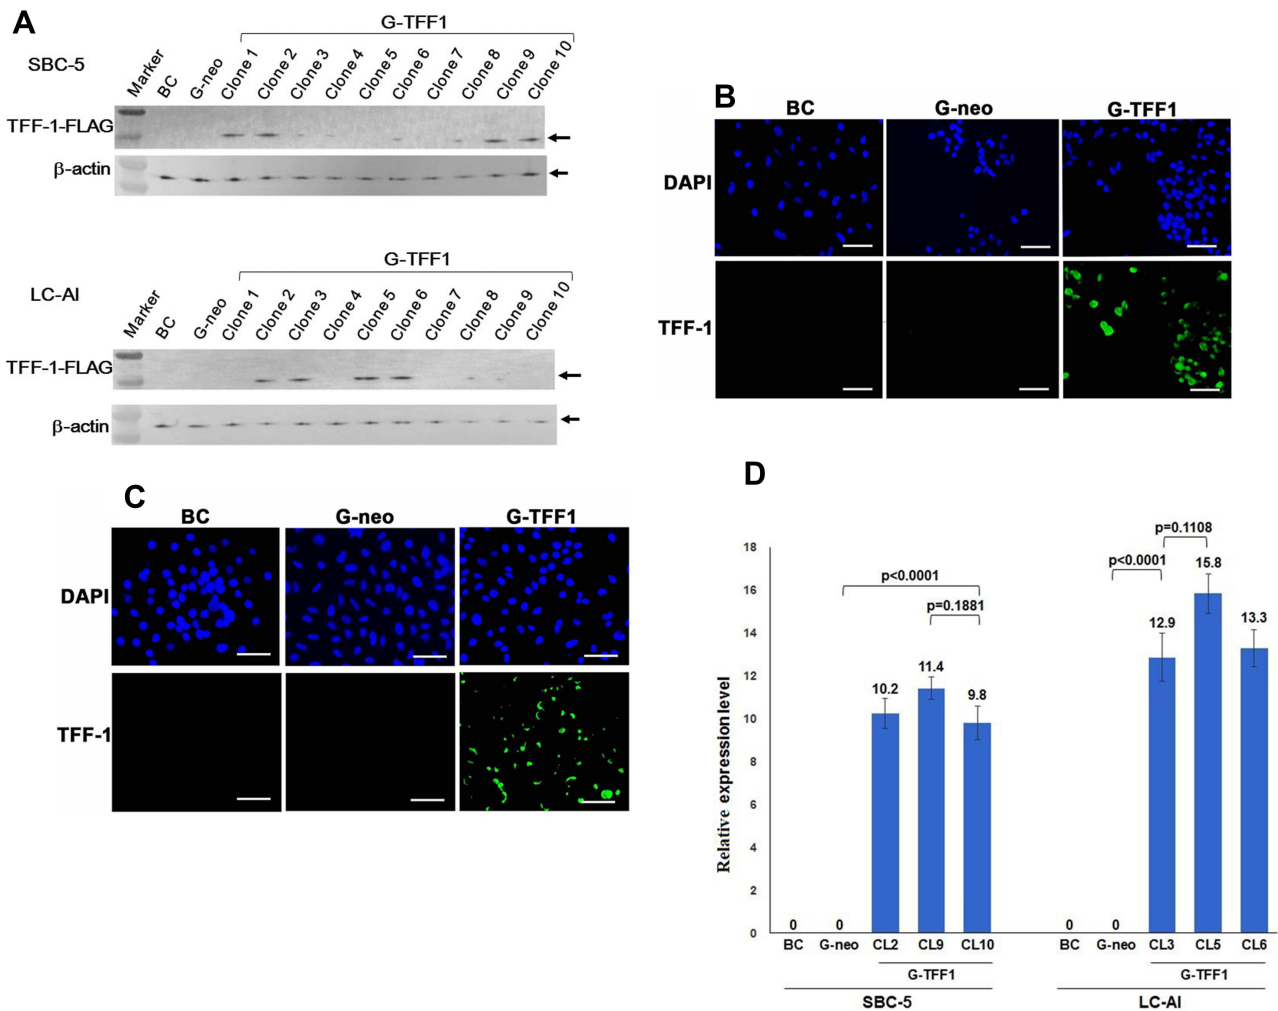 A
G-TFF1
SBC-5
Marker
BC
G-neo
Clone 1
Clone 2
Clone 3
Clone 4
Clone 5
Clone 6
Clone 7
Clone 8
Clone 9
Clone 10
TFF-1-FLAG
β-actin
G-TFF1
LC-AI
Marker
BC
G-neo
Clone 1
Clone 2
Clone 3
Clone 4
Clone 5
Clone 6
Clone 7
Clone 8
Clone 9
Clone 10
TFF-1-FLAG
β-actin
B
BC G-neo G-TFF1
DAPI
TFF-1
C
BC G-neo G-TFF1
DAPI
TFF-1
D
Relative expression level
18
16
14
12
10
8
6
4
2
0
p<0.0001
p=0.1881
p<0.0001
p=0.1108
0 0 10.2 11.4 9.8 0 0 12.9 15.8 13.3
BC G-neo CL2 CL9 CL10 BC G-neo CL3 CL5 CL6
G-TFF1 G-TFF1
SBC-5 LC-AI